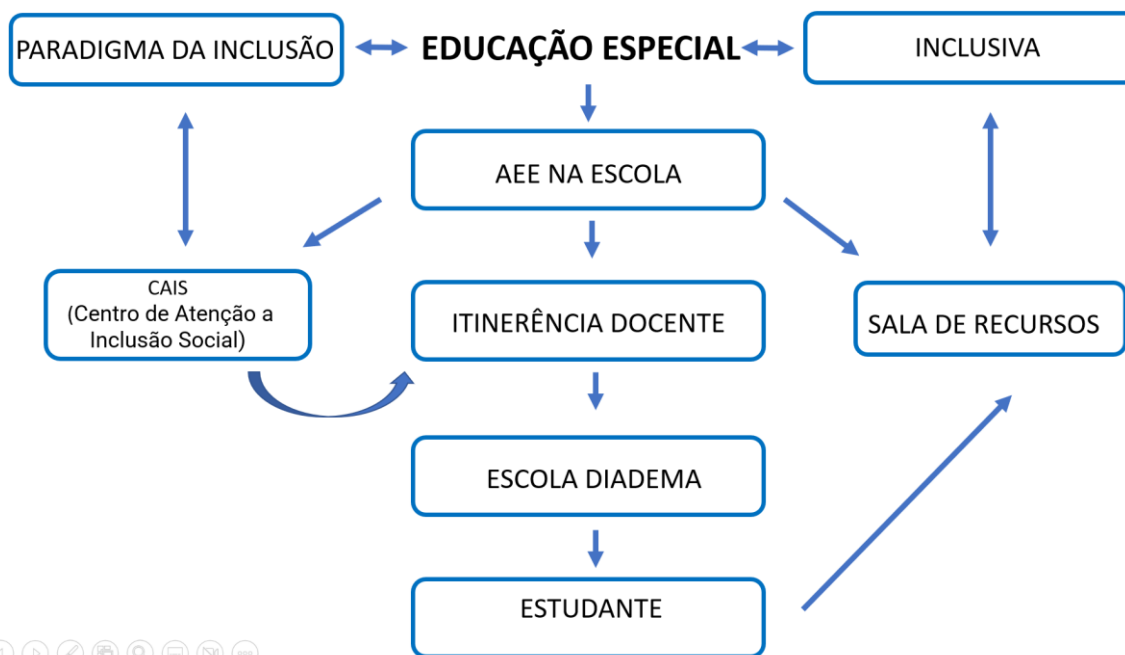 PARADIGMA DA INCLUSÃO
EDUCAÇÃO ESPECIAL
INCLUSIVA
AEE NA ESCOLA
CAIS
(Centro de Atenção a
Inclusão Social)
ITINERÊNCIA DOCENTE
SALA DE RECURSOS
ESCOLA DIADEMA
ESTUDANTE